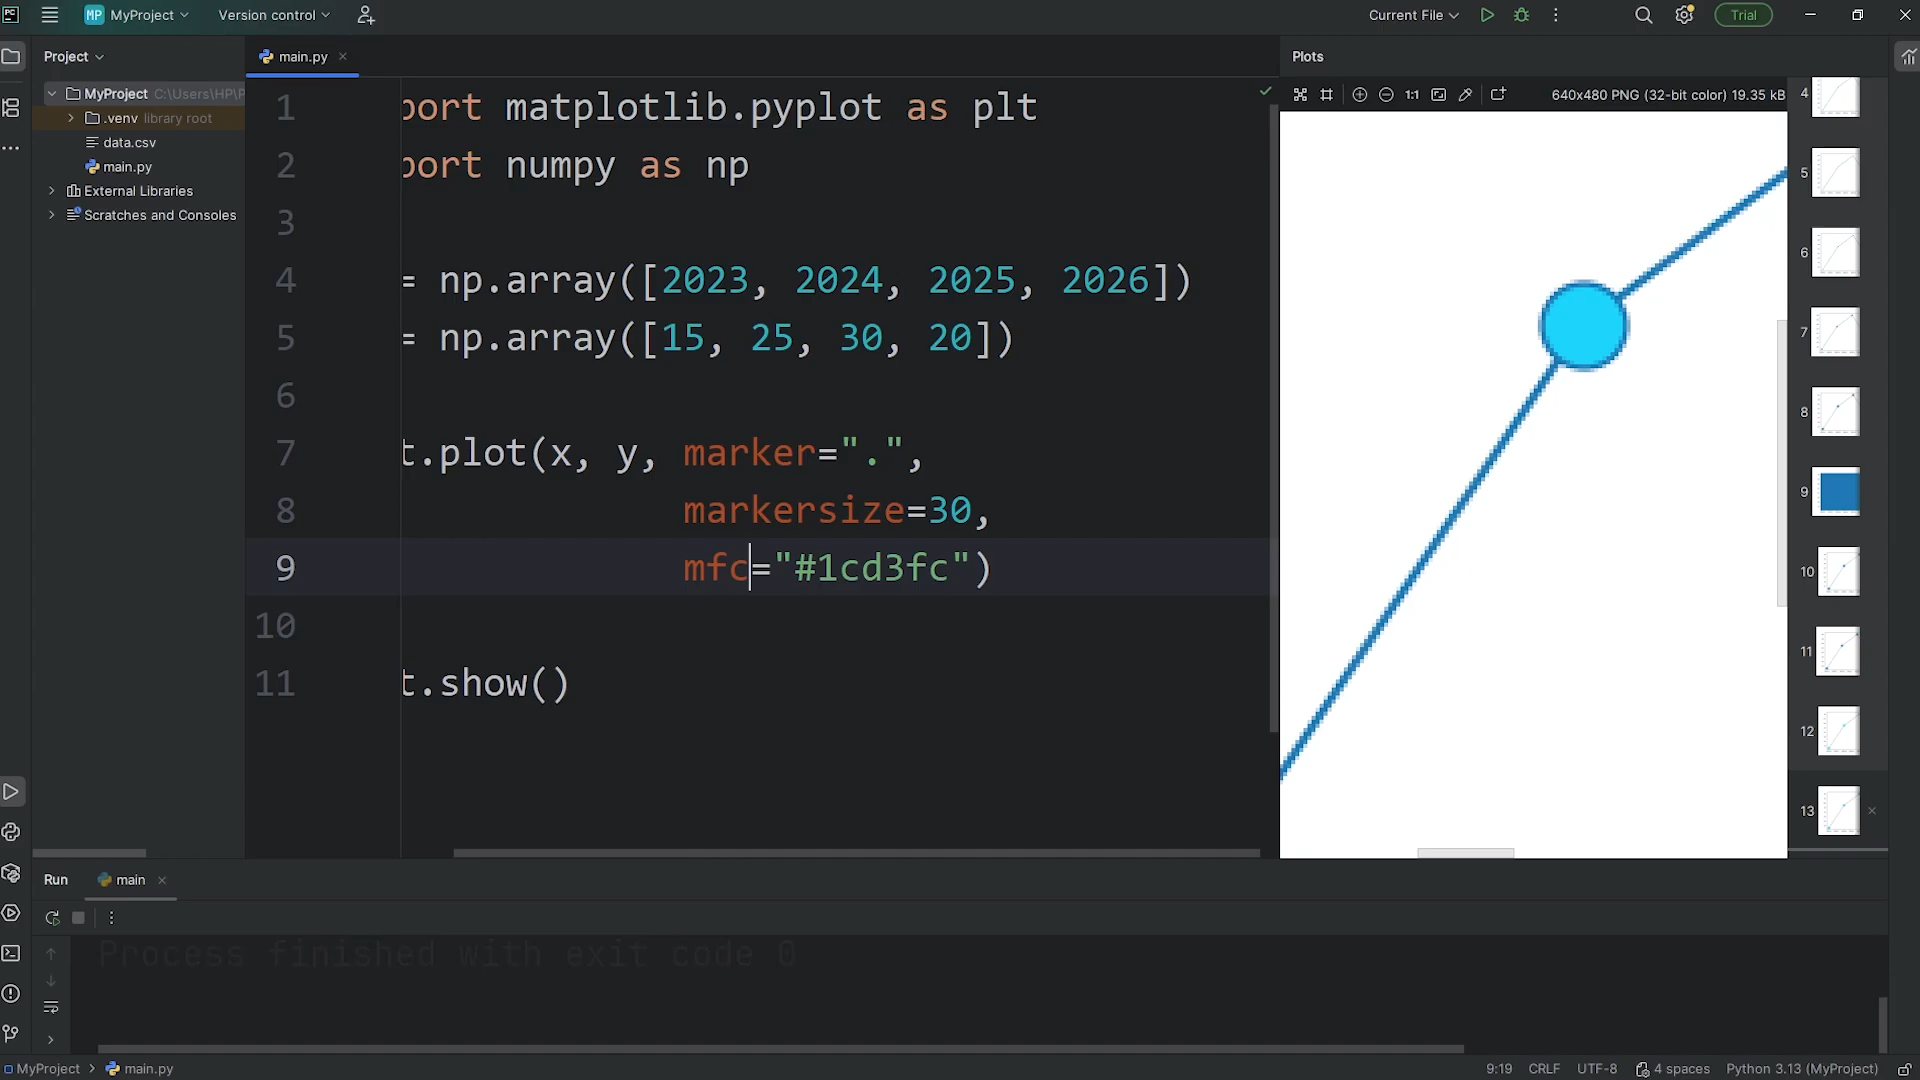 PC
MP MyProject
Version control
Current File
Trial
Project
main.py
Plots
MyProject C:\Users\HP\P
.venv library root
data.csv
main.py
External Libraries
Scratches and Consoles
1 port matplotlib.pyplot as plt
2 port numpy as np
3
4 = np.array([2023, 2024, 2025, 2026])
5 = np.array([15, 25, 30, 20])
6
7 t.plot(x, y, marker=".",
8 markersize=30,
9 mfc="#1cd3fc")
10
11 t.show()
1:1
640x480 PNG (32-bit color) 19.35 kB
4
5
6
7
8
9
10
11
12
13
Run
main
Process finished with exit code 0
MyProject
main.py
9:19 CRLF UTF-8 4 spaces Python 3.13 (MyProject)